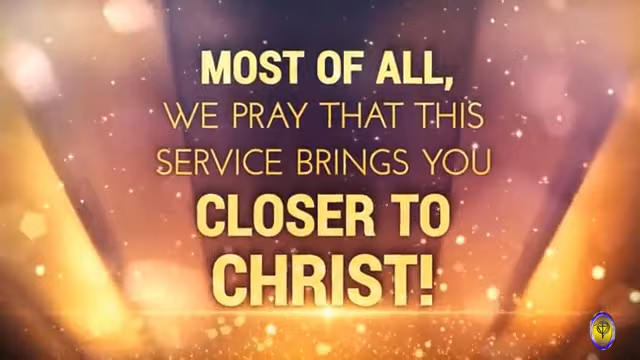 MOST OF ALL,
WE PRAY THAT THIS
SERVICE BRINGS YOU
CLOSER TO
CHRIST!